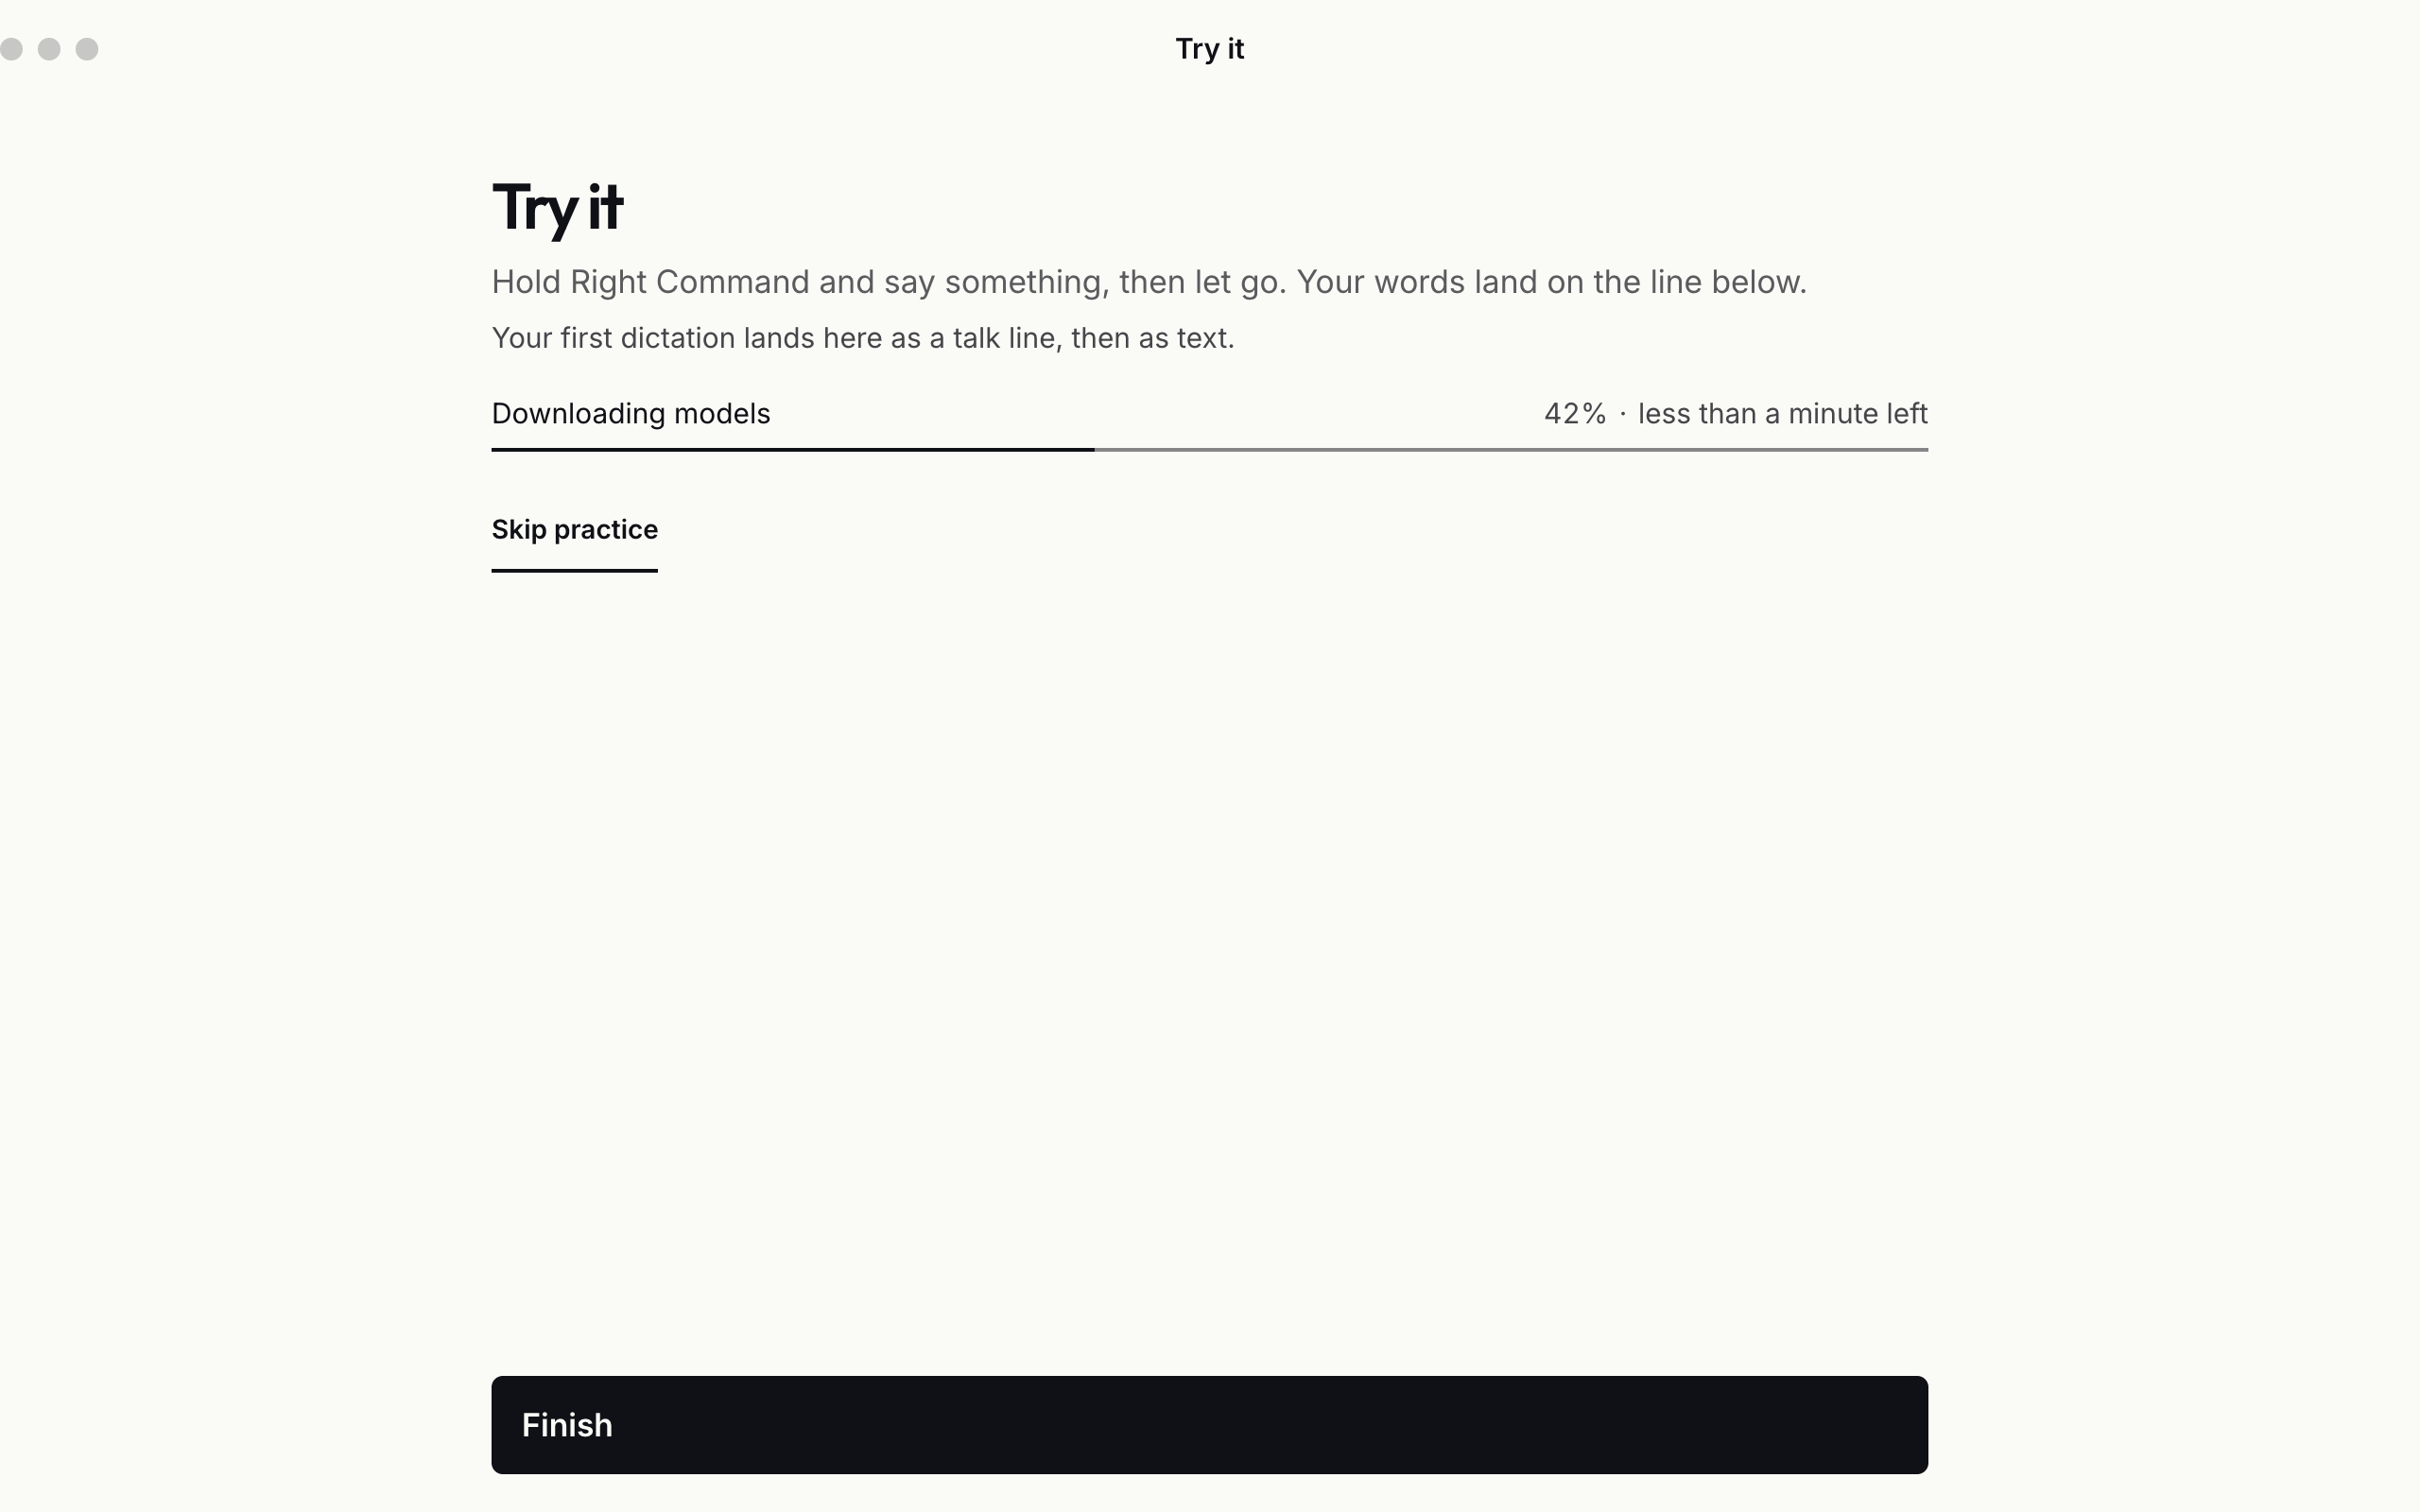 Try it
Try it
Hold Right Command and say something, then let go. Your words land on the line below.
Your first dictation lands here as a talk line, then as text.
Downloading models 42% · less than a minute left
Skip practice
Finish